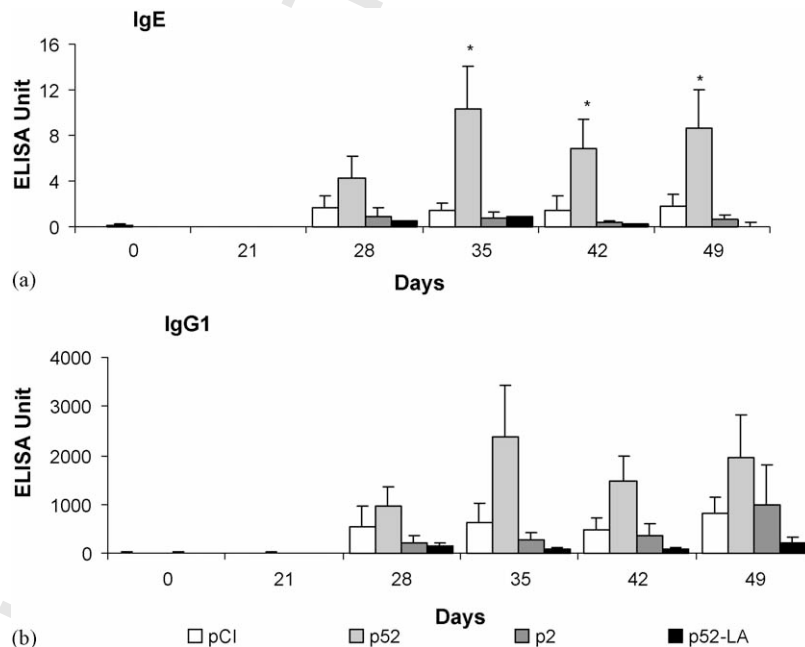 IgE
16
12
8
4
0
ELISA Unit
* * *
0 21 28 35 42 49
Days
(a)
IgG1
4000
3000
2000
1000
0
ELISA Unit
0 21 28 35 42 49
Days
(b) pCI p52 p2 p52-LA